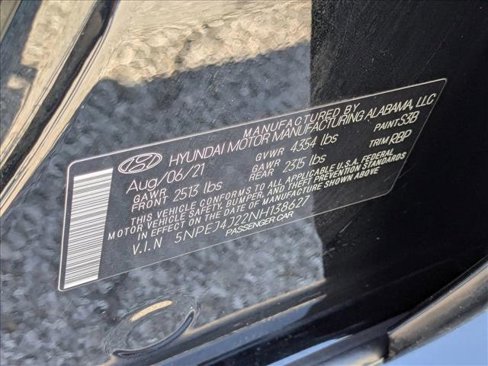 MANUFACTURED BY
HYUNDAI MOTOR MANUFACTURING ALABAMA, LLC
Aug/06/21 GVWR 4354 lbs PAINT S3B
GAWR FRONT 2513 lbs GAWR REAR 2315 lbs TRIM RBP
THIS VEHICLE CONFORMS TO ALL APPLICABLE U.S.A. FEDERAL
MOTOR VEHICLE SAFETY, BUMPER, AND THEFT PREVENTION STANDARDS
IN EFFECT ON THE DATE OF MANUFACTURE SHOWN ABOVE.
V.I.N 5NPEJ4J22NH138627
PASSENGER CAR